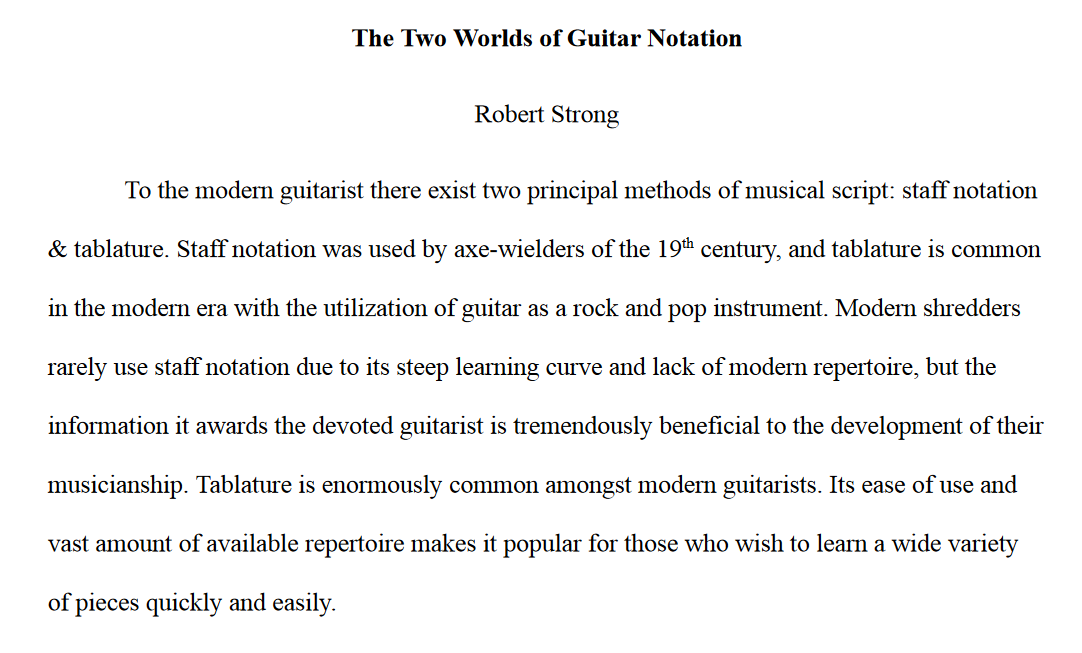 The Two Worlds of Guitar Notation
Robert Strong
To the modern guitarist there exist two principal methods of musical script: staff notation
& tablature. Staff notation was used by axe-wielders of the 19th century, and tablature is common
in the modern era with the utilization of guitar as a rock and pop instrument. Modern shredders
rarely use staff notation due to its steep learning curve and lack of modern repertoire, but the
information it awards the devoted guitarist is tremendously beneficial to the development of their
musicianship. Tablature is enormously common amongst modern guitarists. Its ease of use and
vast amount of available repertoire makes it popular for those who wish to learn a wide variety
of pieces quickly and easily.